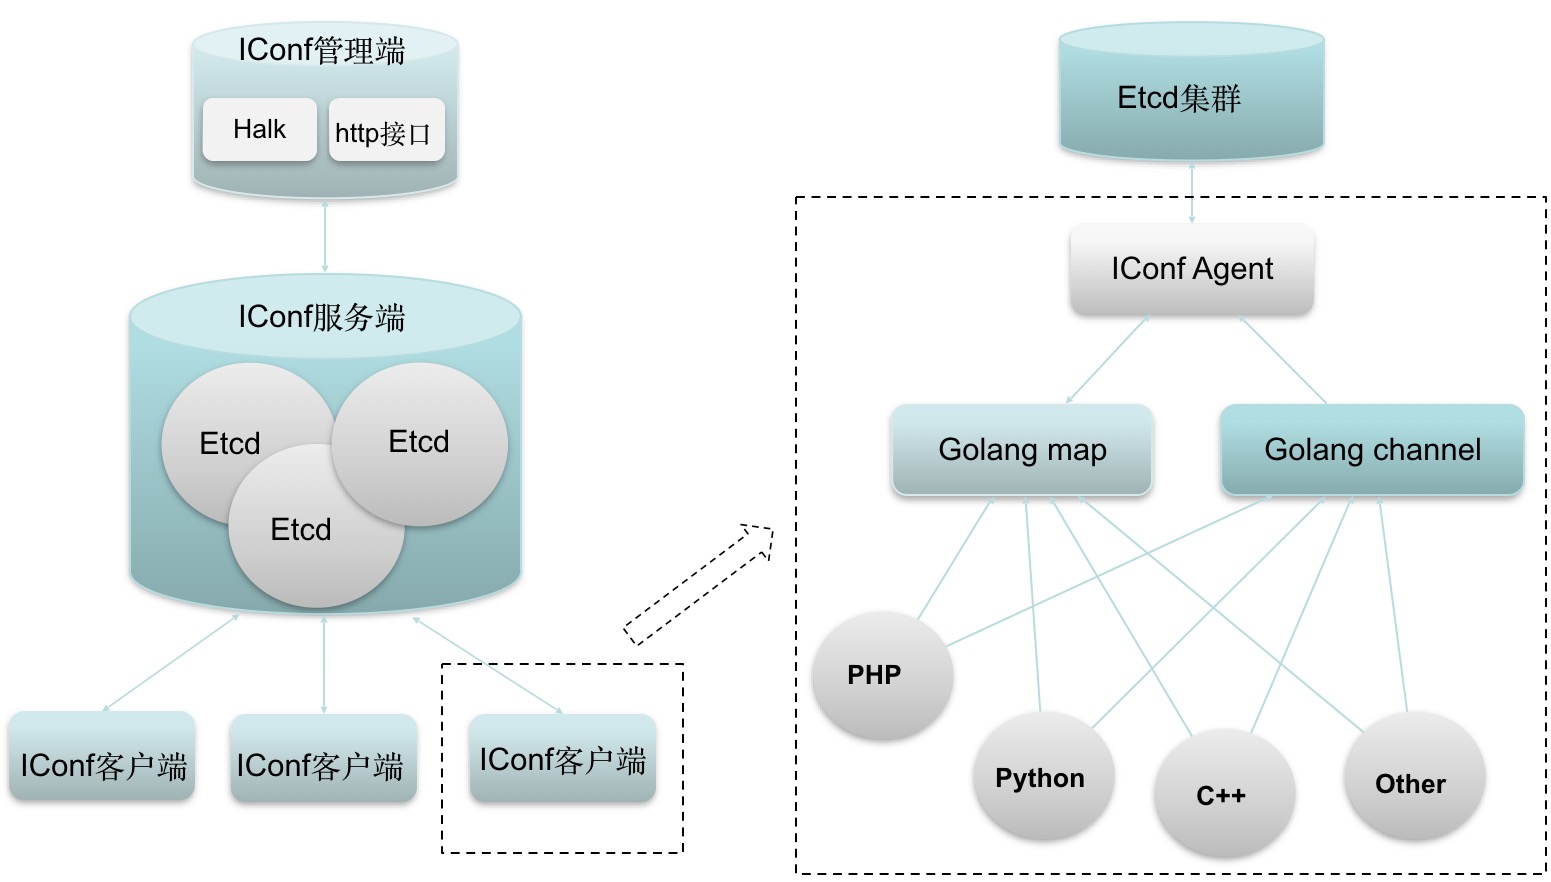 IConf管理端
Halk
http接口
IConf服务端
Etcd
Etcd
Etcd
IConf客户端
IConf客户端
IConf客户端
Etcd集群
IConf Agent
Golang map
Golang channel
PHP
Python
C++
Other